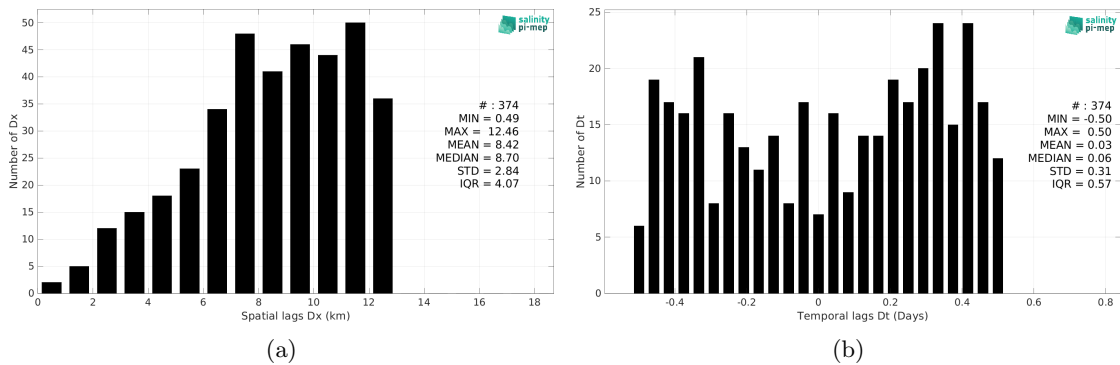 50
45
40
35
30
25
20
15
10
5
0
Number of Dx
0 2 4 6 8 10 12 14 16 18
Spatial lags Dx (km)
salinity
pi-mep
# : 374
MIN = 0.49
MAX = 12.46
MEAN = 8.42
MEDIAN = 8.70
STD = 2.84
IQR = 4.07
(a)
25
20
15
10
5
0
Number of Dt
-0.4 -0.2 0 0.2 0.4 0.6 0.8
Temporal lags Dt (Days)
salinity
pi-mep
# : 374
MIN = -0.50
MAX = 0.50
MEAN = 0.03
MEDIAN = 0.06
STD = 0.31
IQR = 0.57
(b)